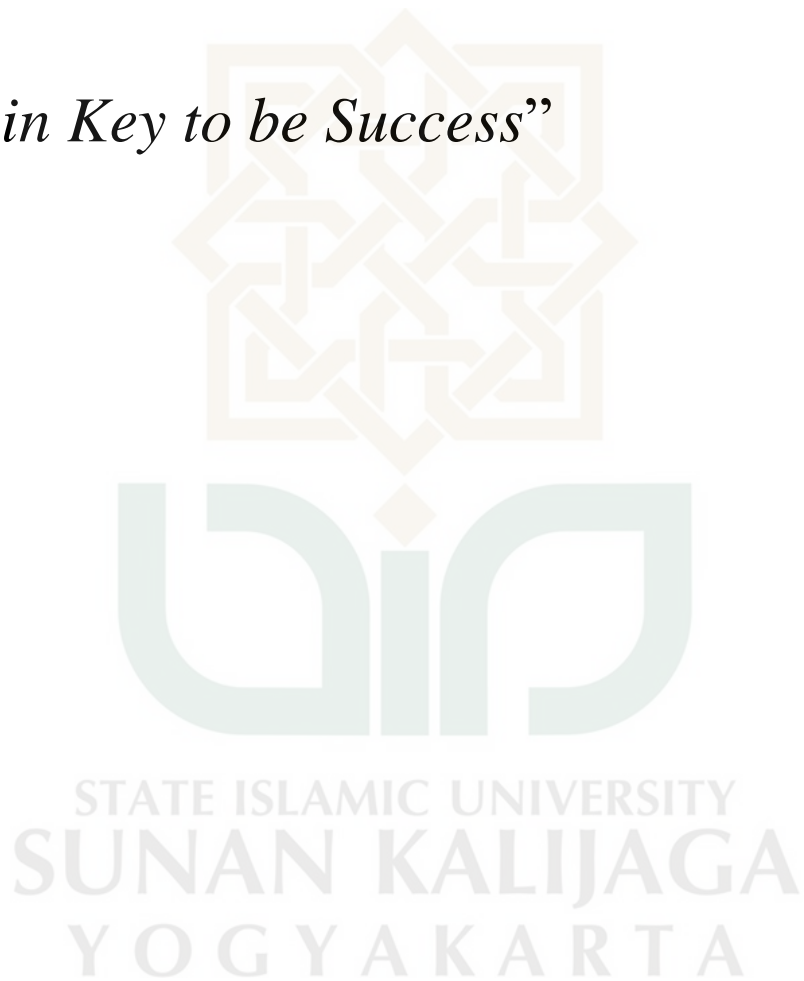 in Key to be Success”
STATE ISLAMIC UNIVERSITY
SUNAN KALIJAGA
YOGYAKARTA